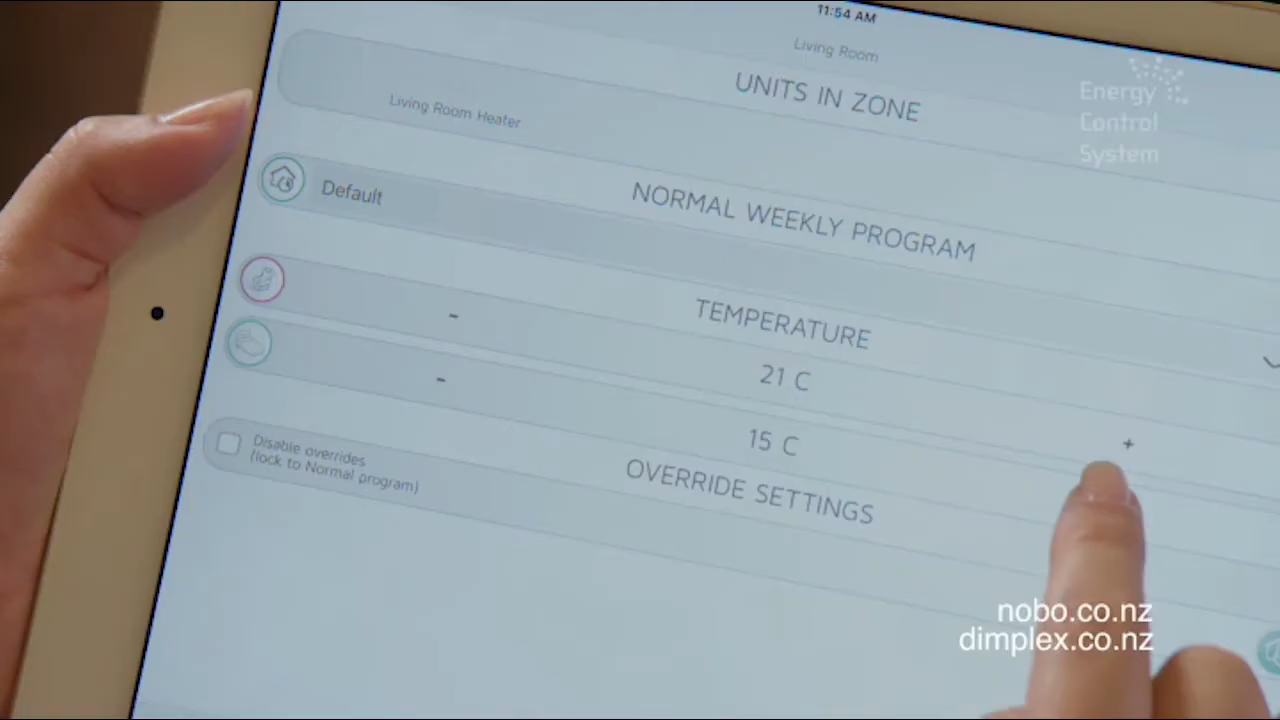 11:54 AM
Living Room
UNITS IN ZONE
Living Room Heater
Energy
Control
System
NORMAL WEEKLY PROGRAM
Default
TEMPERATURE
- 21 C +
- 15 C
OVERRIDE SETTINGS
Disable overrides
(lock to Normal program)
nobo.co.nz
dimplex.co.nz